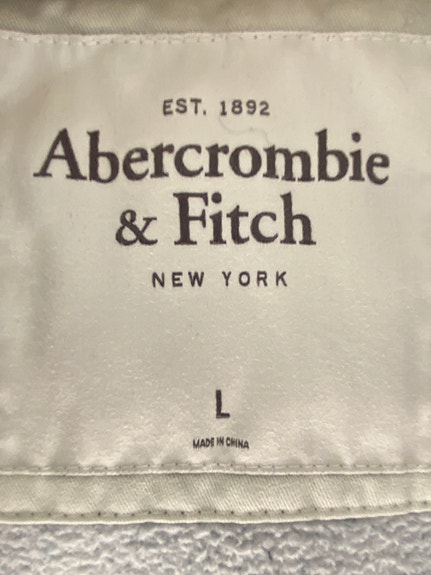 EST. 1892
Abercrombie
& Fitch
NEW YORK
L
MADE IN CHINA